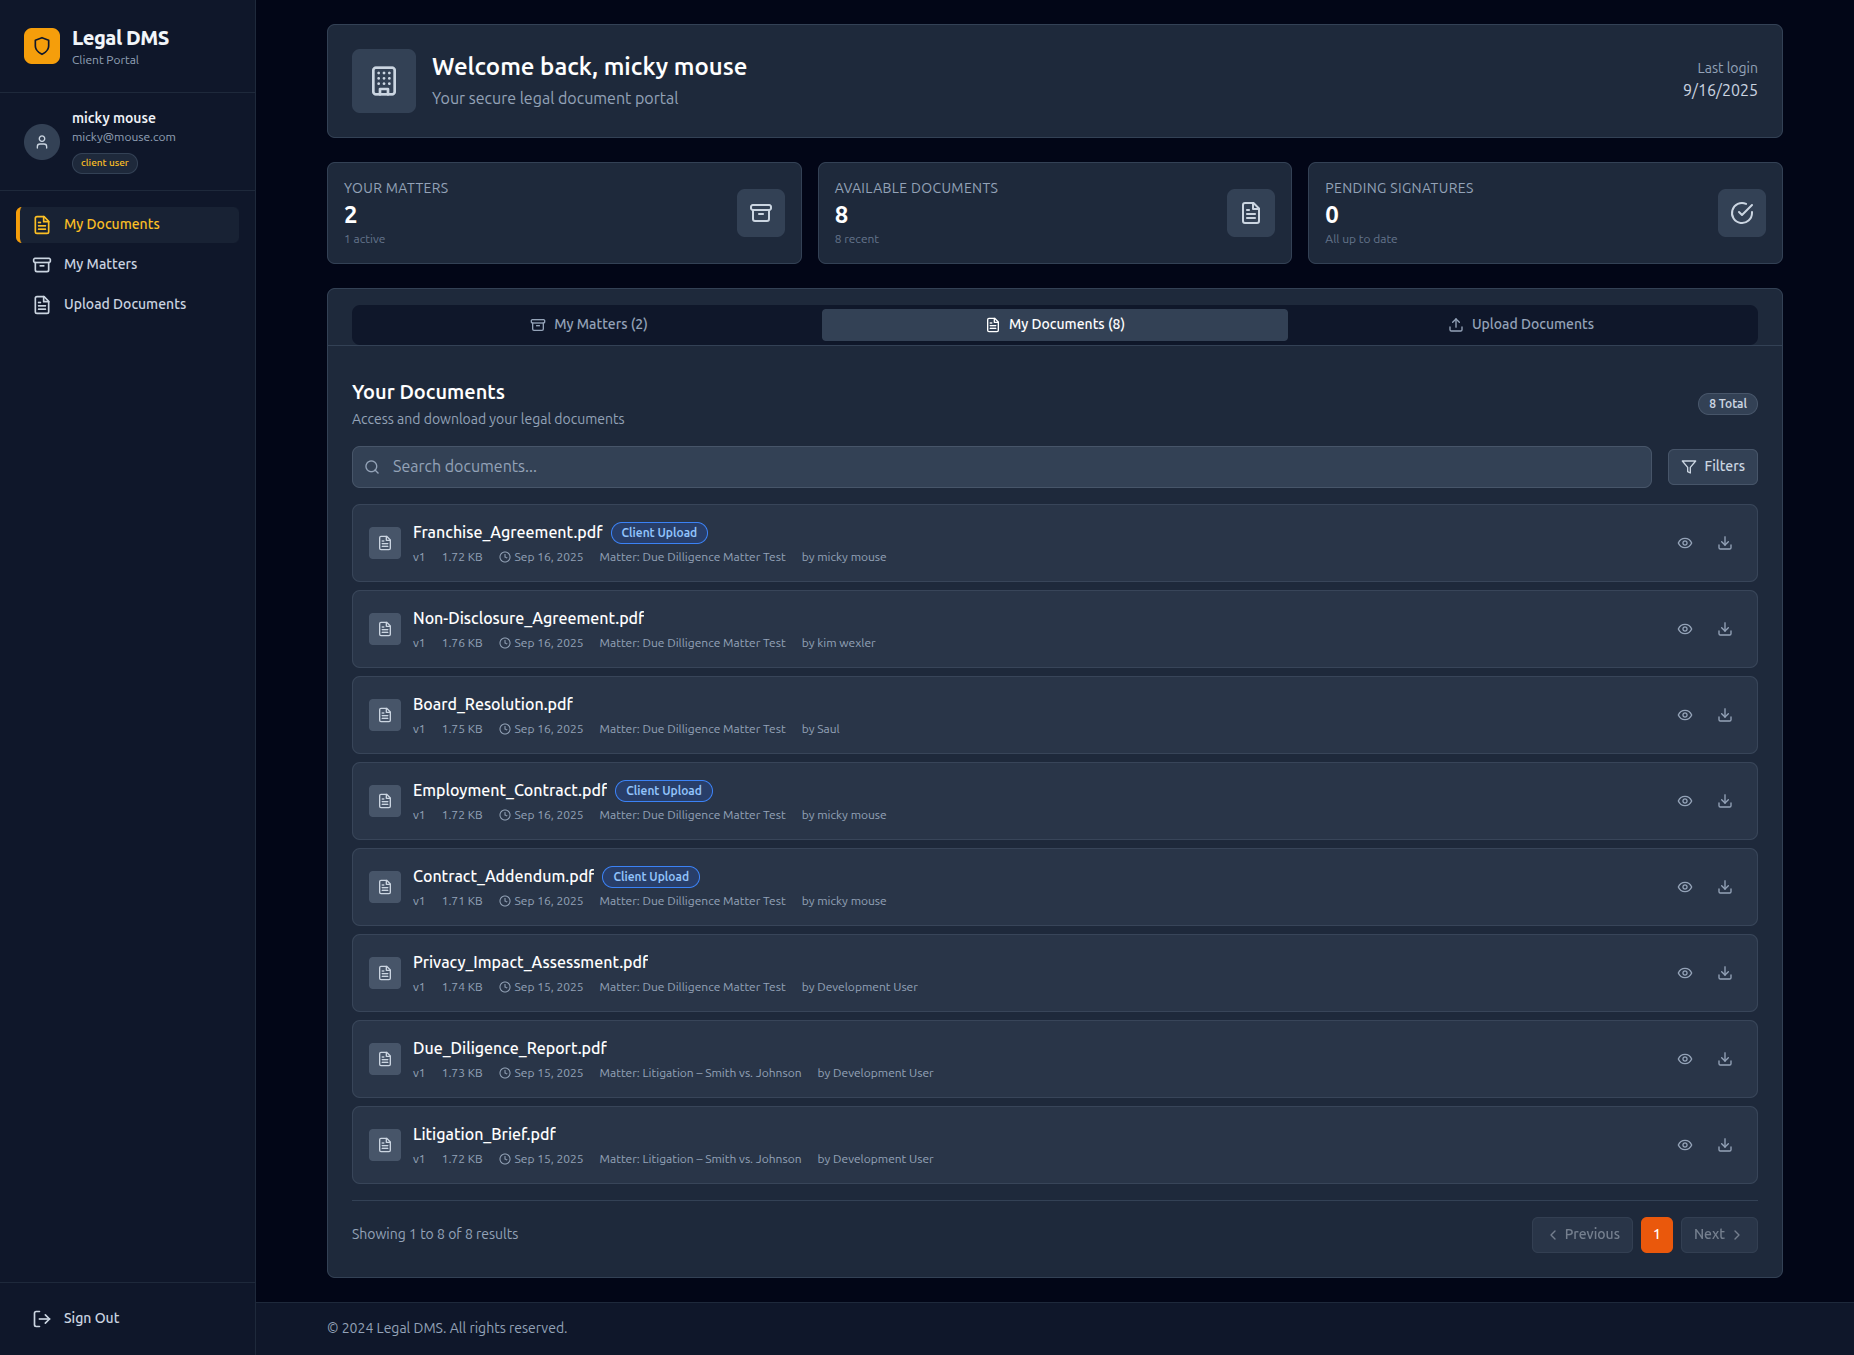 Legal DMS
Client Portal
micky mouse
micky@mouse.com
client user
My Documents
My Matters
Upload Documents
Sign Out
Welcome back, micky mouse
Your secure legal document portal
Last login
9/16/2025
YOUR MATTERS
2
1 active
AVAILABLE DOCUMENTS
8
8 recent
PENDING SIGNATURES
0
All up to date
My Matters (2)
My Documents (8)
Upload Documents
Your Documents
Access and download your legal documents
8 Total
Search documents...
Filters
Franchise_Agreement.pdf Client Upload
v1 1.72 KB Sep 16, 2025 Matter: Due Dilligence Matter Test by micky mouse
Non-Disclosure_Agreement.pdf
v1 1.76 KB Sep 16, 2025 Matter: Due Dilligence Matter Test by kim wexler
Board_Resolution.pdf
v1 1.75 KB Sep 16, 2025 Matter: Due Dilligence Matter Test by Saul
Employment_Contract.pdf Client Upload
v1 1.72 KB Sep 16, 2025 Matter: Due Dilligence Matter Test by micky mouse
Contract_Addendum.pdf Client Upload
v1 1.71 KB Sep 16, 2025 Matter: Due Dilligence Matter Test by micky mouse
Privacy_Impact_Assessment.pdf
v1 1.74 KB Sep 15, 2025 Matter: Due Dilligence Matter Test by Development User
Due_Diligence_Report.pdf
v1 1.73 KB Sep 15, 2025 Matter: Litigation – Smith vs. Johnson by Development User
Litigation_Brief.pdf
v1 1.72 KB Sep 15, 2025 Matter: Litigation – Smith vs. Johnson by Development User
Showing 1 to 8 of 8 results
Previous 1 Next
© 2024 Legal DMS. All rights reserved.